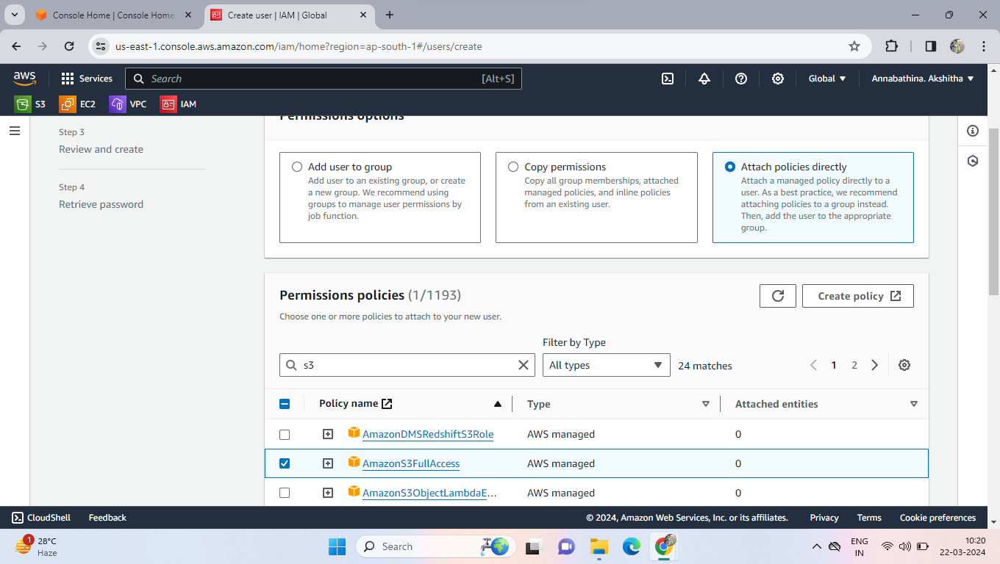 Console Home | Console Home
Create user | IAM | Global
us-east-1.console.aws.amazon.com/iam/home?region=ap-south-1#/users/create
aws
Services
Search
[Alt+S]
Global
Annabathina. Akshitha
S3
EC2
VPC
IAM
Permissions options
Step 3
Review and create
Step 4
Retrieve password
Add user to group
Add user to an existing group, or create
a new group. We recommend using
groups to manage user permissions by
job function.
Copy permissions
Copy all group memberships, attached
managed policies, and inline policies
from an existing user.
Attach policies directly
Attach a managed policy directly to a
user. As a best practice, we recommend
attaching policies to a group instead.
Then, add the user to the appropriate
group.
Permissions policies (1/1193)
Create policy
Choose one or more policies to attach to your new user.
Filter by Type
s3
All types
24 matches
1
2
Policy name
Type
Attached entities
AmazonDMSRedshiftS3Role
AWS managed
0
AmazonS3FullAccess
AWS managed
0
AmazonS3ObjectLambdaE...
AWS managed
0
CloudShell
Feedback
© 2024, Amazon Web Services, Inc. or its affiliates.
Privacy
Terms
Cookie preferences
1
28°C
Haze
Search
ENG
IN
10:20
22-03-2024